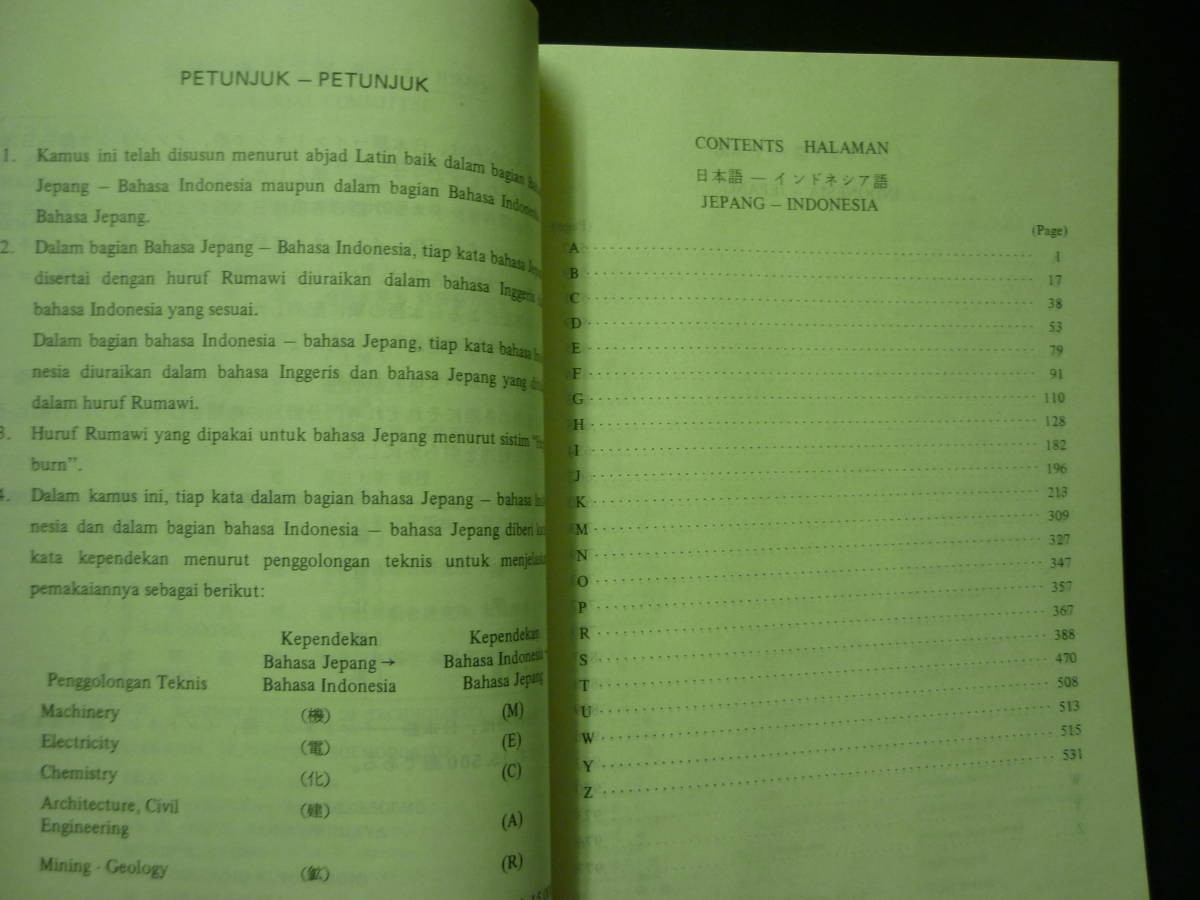 PETUNJUK – PETUNJUK
1. Kamus ini telah disusun menurut abjad Latin baik dalam bagian
Jepang – Bahasa Indonesia maupun dalam bagian Bahasa Indonesia
Bahasa Jepang.
2. Dalam bagian Bahasa Jepang – Bahasa Indonesia, tiap kata bahasa
disertai dengan huruf Rumawi diuraikan dalam bahasa Inggeris
bahasa Indonesia yang sesuai.
Dalam bagian bahasa Indonesia – bahasa Jepang, tiap kata bahasa
nesia diuraikan dalam bahasa Inggeris dan bahasa Jepang yang
dalam huruf Rumawi.
3. Huruf Rumawi yang dipakai untuk bahasa Jepang menurut sistim
burn”.
4. Dalam kamus ini, tiap kata dalam bagian bahasa Jepang – bahasa
nesia dan dalam bagian bahasa Indonesia – bahasa Jepang diberi
kata kependekan menurut penggolongan teknis untuk
pemakaiannya sebagai berikut:
Kependekan Kependekan
Bahasa Jepang → Bahasa Indonesia
Penggolongan Teknis Bahasa Indonesia Bahasa Jepang
Machinery (機) (M)
Electricity (電) (E)
Chemistry (化) (C)
Architecture, Civil (建)
Engineering (A)
Mining · Geology (鉱) (R)
CONTENTS HALAMAN
日本語 — インドネシア語
JEPANG – INDONESIA
(Page)
A 1
B 17
C 38
D 53
E 79
F 91
G 110
H 128
I 182
J 196
K 213
M 309
N 327
O 347
P 357
R 367
S 388
T 470
U 508
W 513
Y 515
Z 531